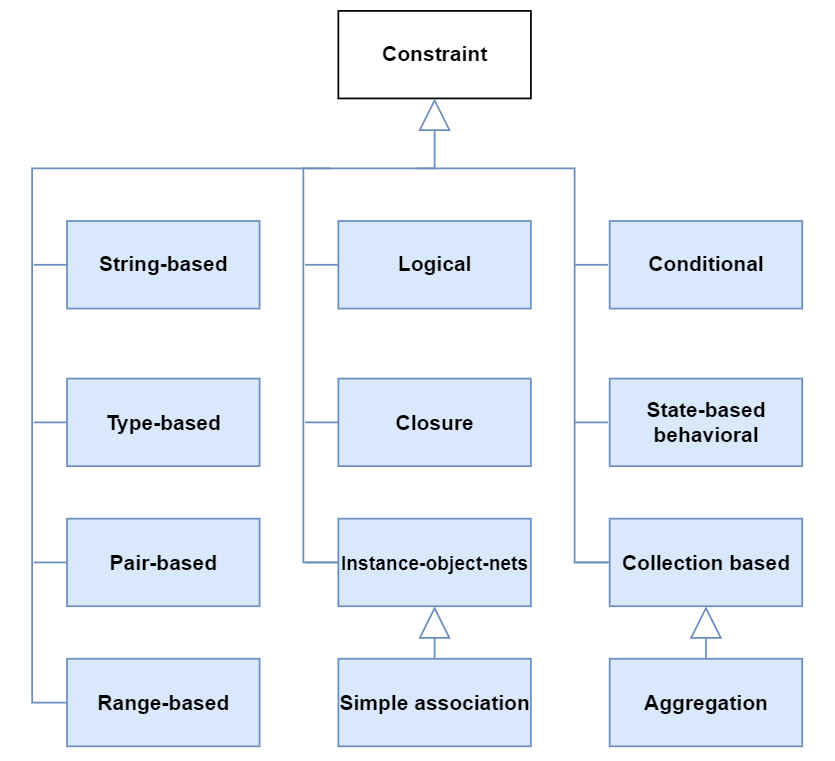 Constraint
String-based
Logical
Conditional
Type-based
Closure
State-based
behavioral
Pair-based
Instance-object-nets
Collection based
Range-based
Simple association
Aggregation